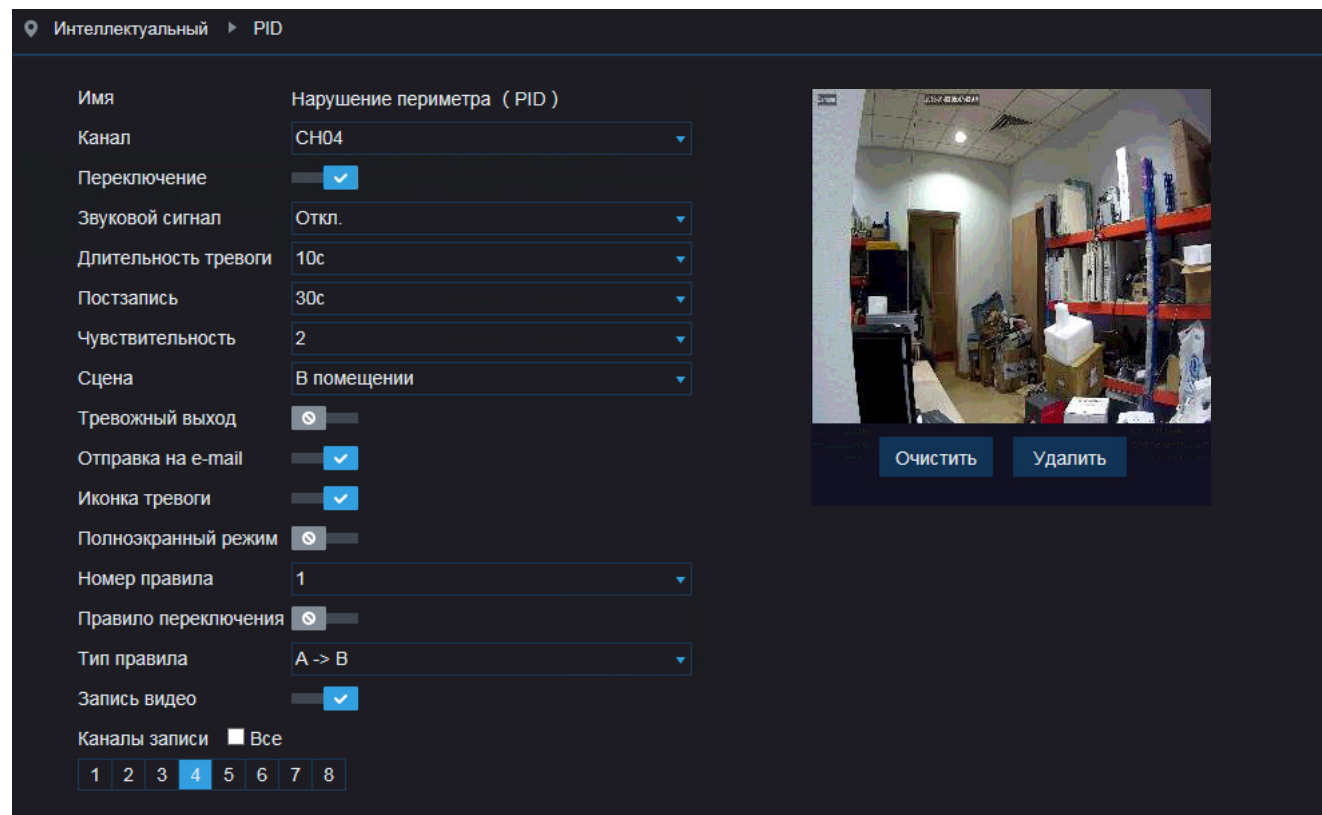 Интеллектуальный PID
Имя Нарушение периметра ( PID )
Канал CH04
Переключение
Звуковой сигнал Откл.
Длительность тревоги 10с
Постзапись 30с
Чувствительность 2
Сцена В помещении
Тревожный выход
Отправка на e-mail
Иконка тревоги
Полноэкранный режим
Номер правила 1
Правило переключения
Тип правила A -> B
Запись видео
Каналы записи Все
1 2 3 4 5 6 7 8
Очистить Удалить